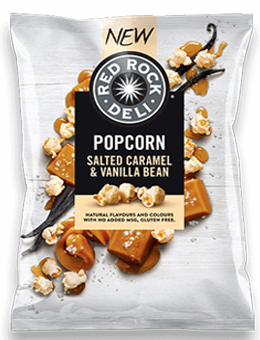 NEW
RED ROCK
DELI
POPCORN
SALTED CARAMEL
& VANILLA BEAN
NATURAL FLAVOURS AND COLOURS
WITH NO ADDED MSG, GLUTEN FREE.